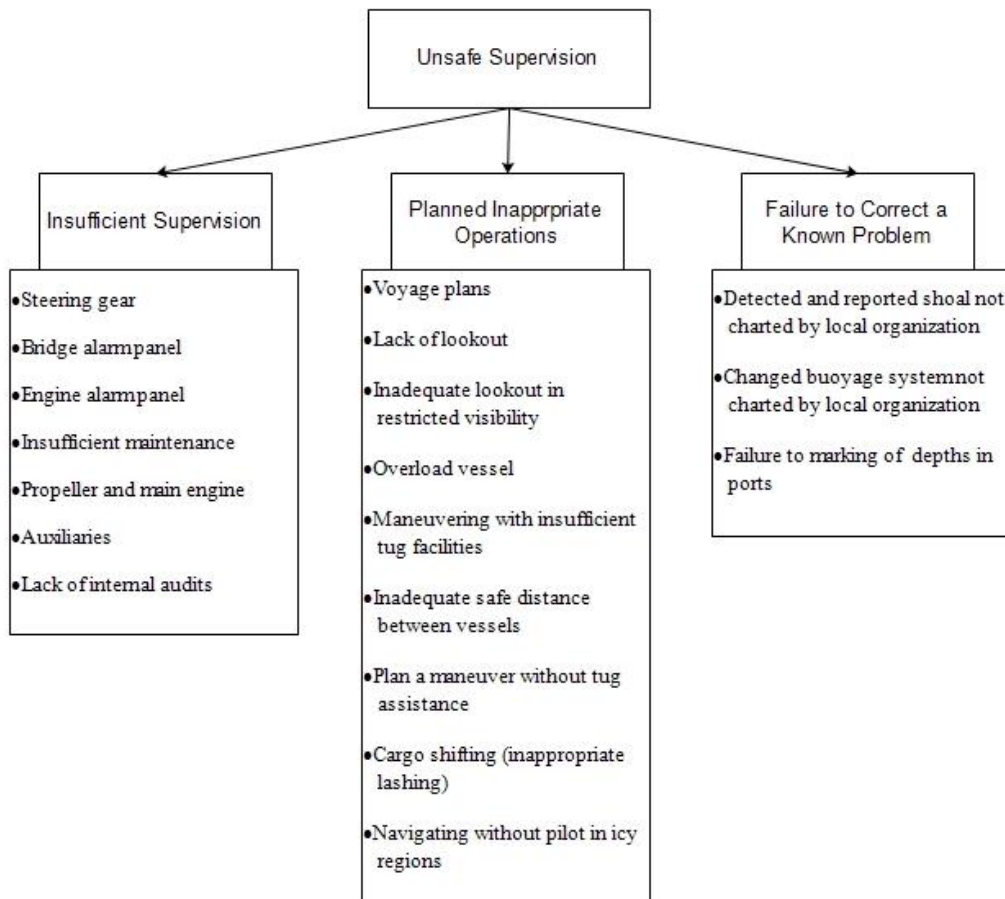 Unsafe Supervision
Insufficient Supervision
●Steering gear
●Bridge alarmpanel
●Engine alarmpanel
●Insufficient maintenance
●Propeller and main engine
●Auxiliaries
●Lack of internal audits
Planned Inapprpriate
Operations
●Voyage plans
●Lack of lookout
●Inadequate lookout in
restricted visibility
●Overload vessel
●Maneuvering with insufficient
tug facilities
●Inadequate safe distance
between vessels
●Plan a maneuver without tug
assistance
●Cargo shifting (inappropriate
lashing)
●Navigating without pilot in icy
regions
Failure to Correct a
Known Problem
●Detected and reported shoal not
charted by local organization
●Changed buoyage systemnot
charted by local organization
●Failure to marking of depths in
ports